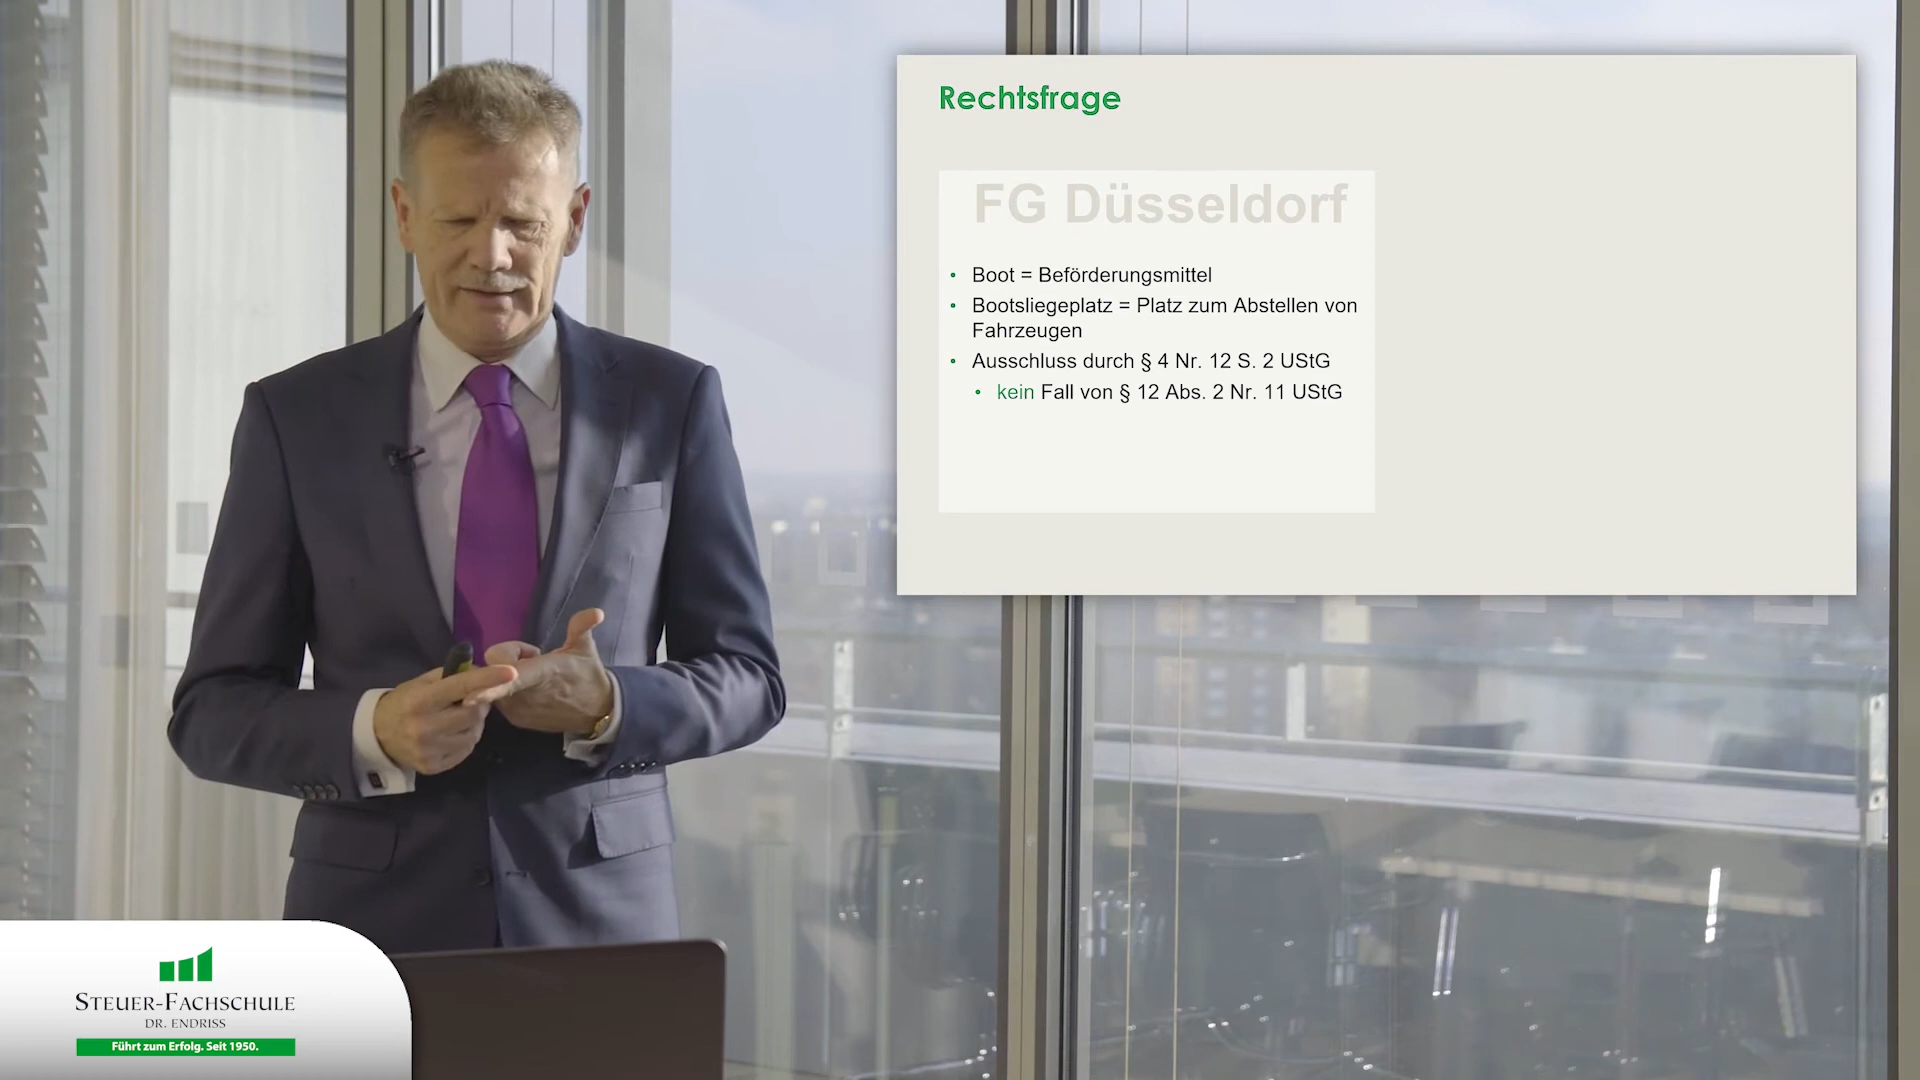 Rechtsfrage
FG Düsseldorf
• Boot = Beförderungsmittel
• Bootsliegeplatz = Platz zum Abstellen von
Fahrzeugen
• Ausschluss durch § 4 Nr. 12 S. 2 UStG
• kein Fall von § 12 Abs. 2 Nr. 11 UStG
STEUER-FACHSCHULE
DR. ENDRISS
Führt zum Erfolg. Seit 1950.